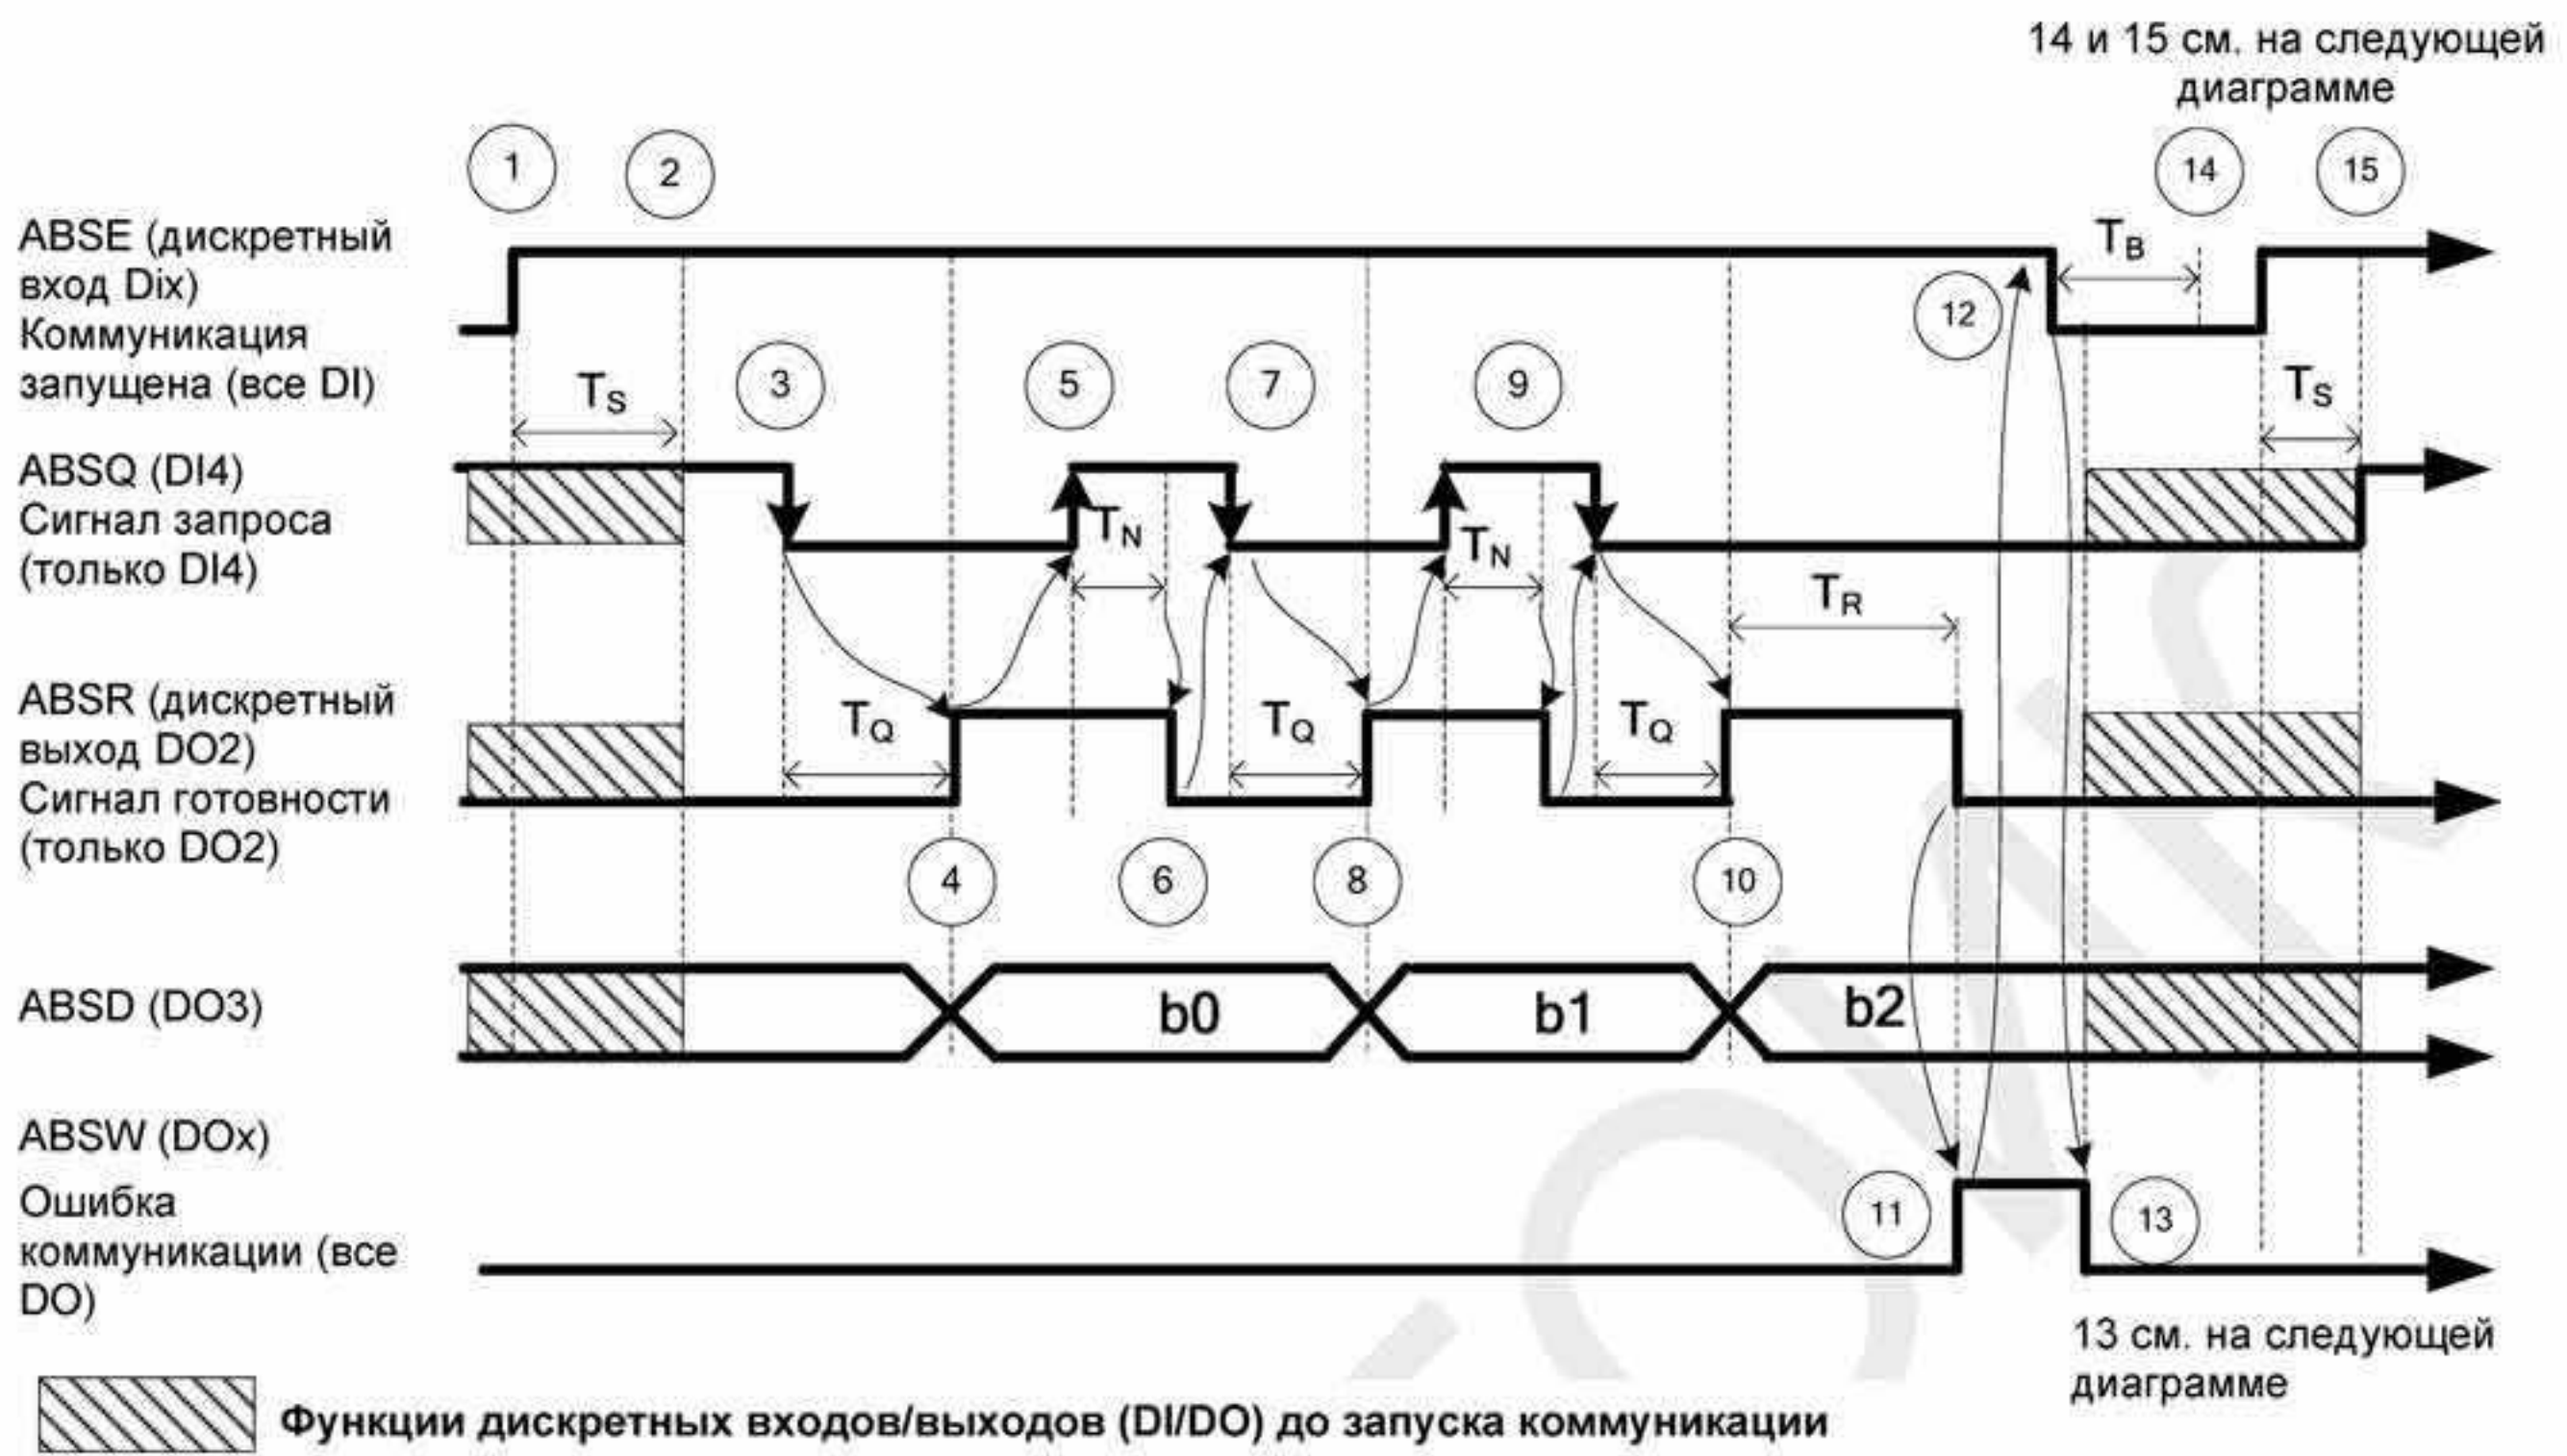 14 и 15 см. на следующей
диаграмме
1
2
14
15
ABSE (дискретный
вход Dix)
Коммуникация
запущена (все DI)
TB
12
3
5
7
9
TS
TS
ABSQ (DI4)
Сигнал запроса
(только DI4)
TN
TN
TR
ABSR (дискретный
выход DO2)
Сигнал готовности
(только DO2)
TQ
TQ
TQ
4
6
8
10
ABSD (DO3)
b0
b1
b2
ABSW (DOx)
Ошибка
коммуникации (все
DO)
11
13
13 см. на следующей
диаграмме
Функции дискретных входов/выходов (DI/DO) до запуска коммуникации